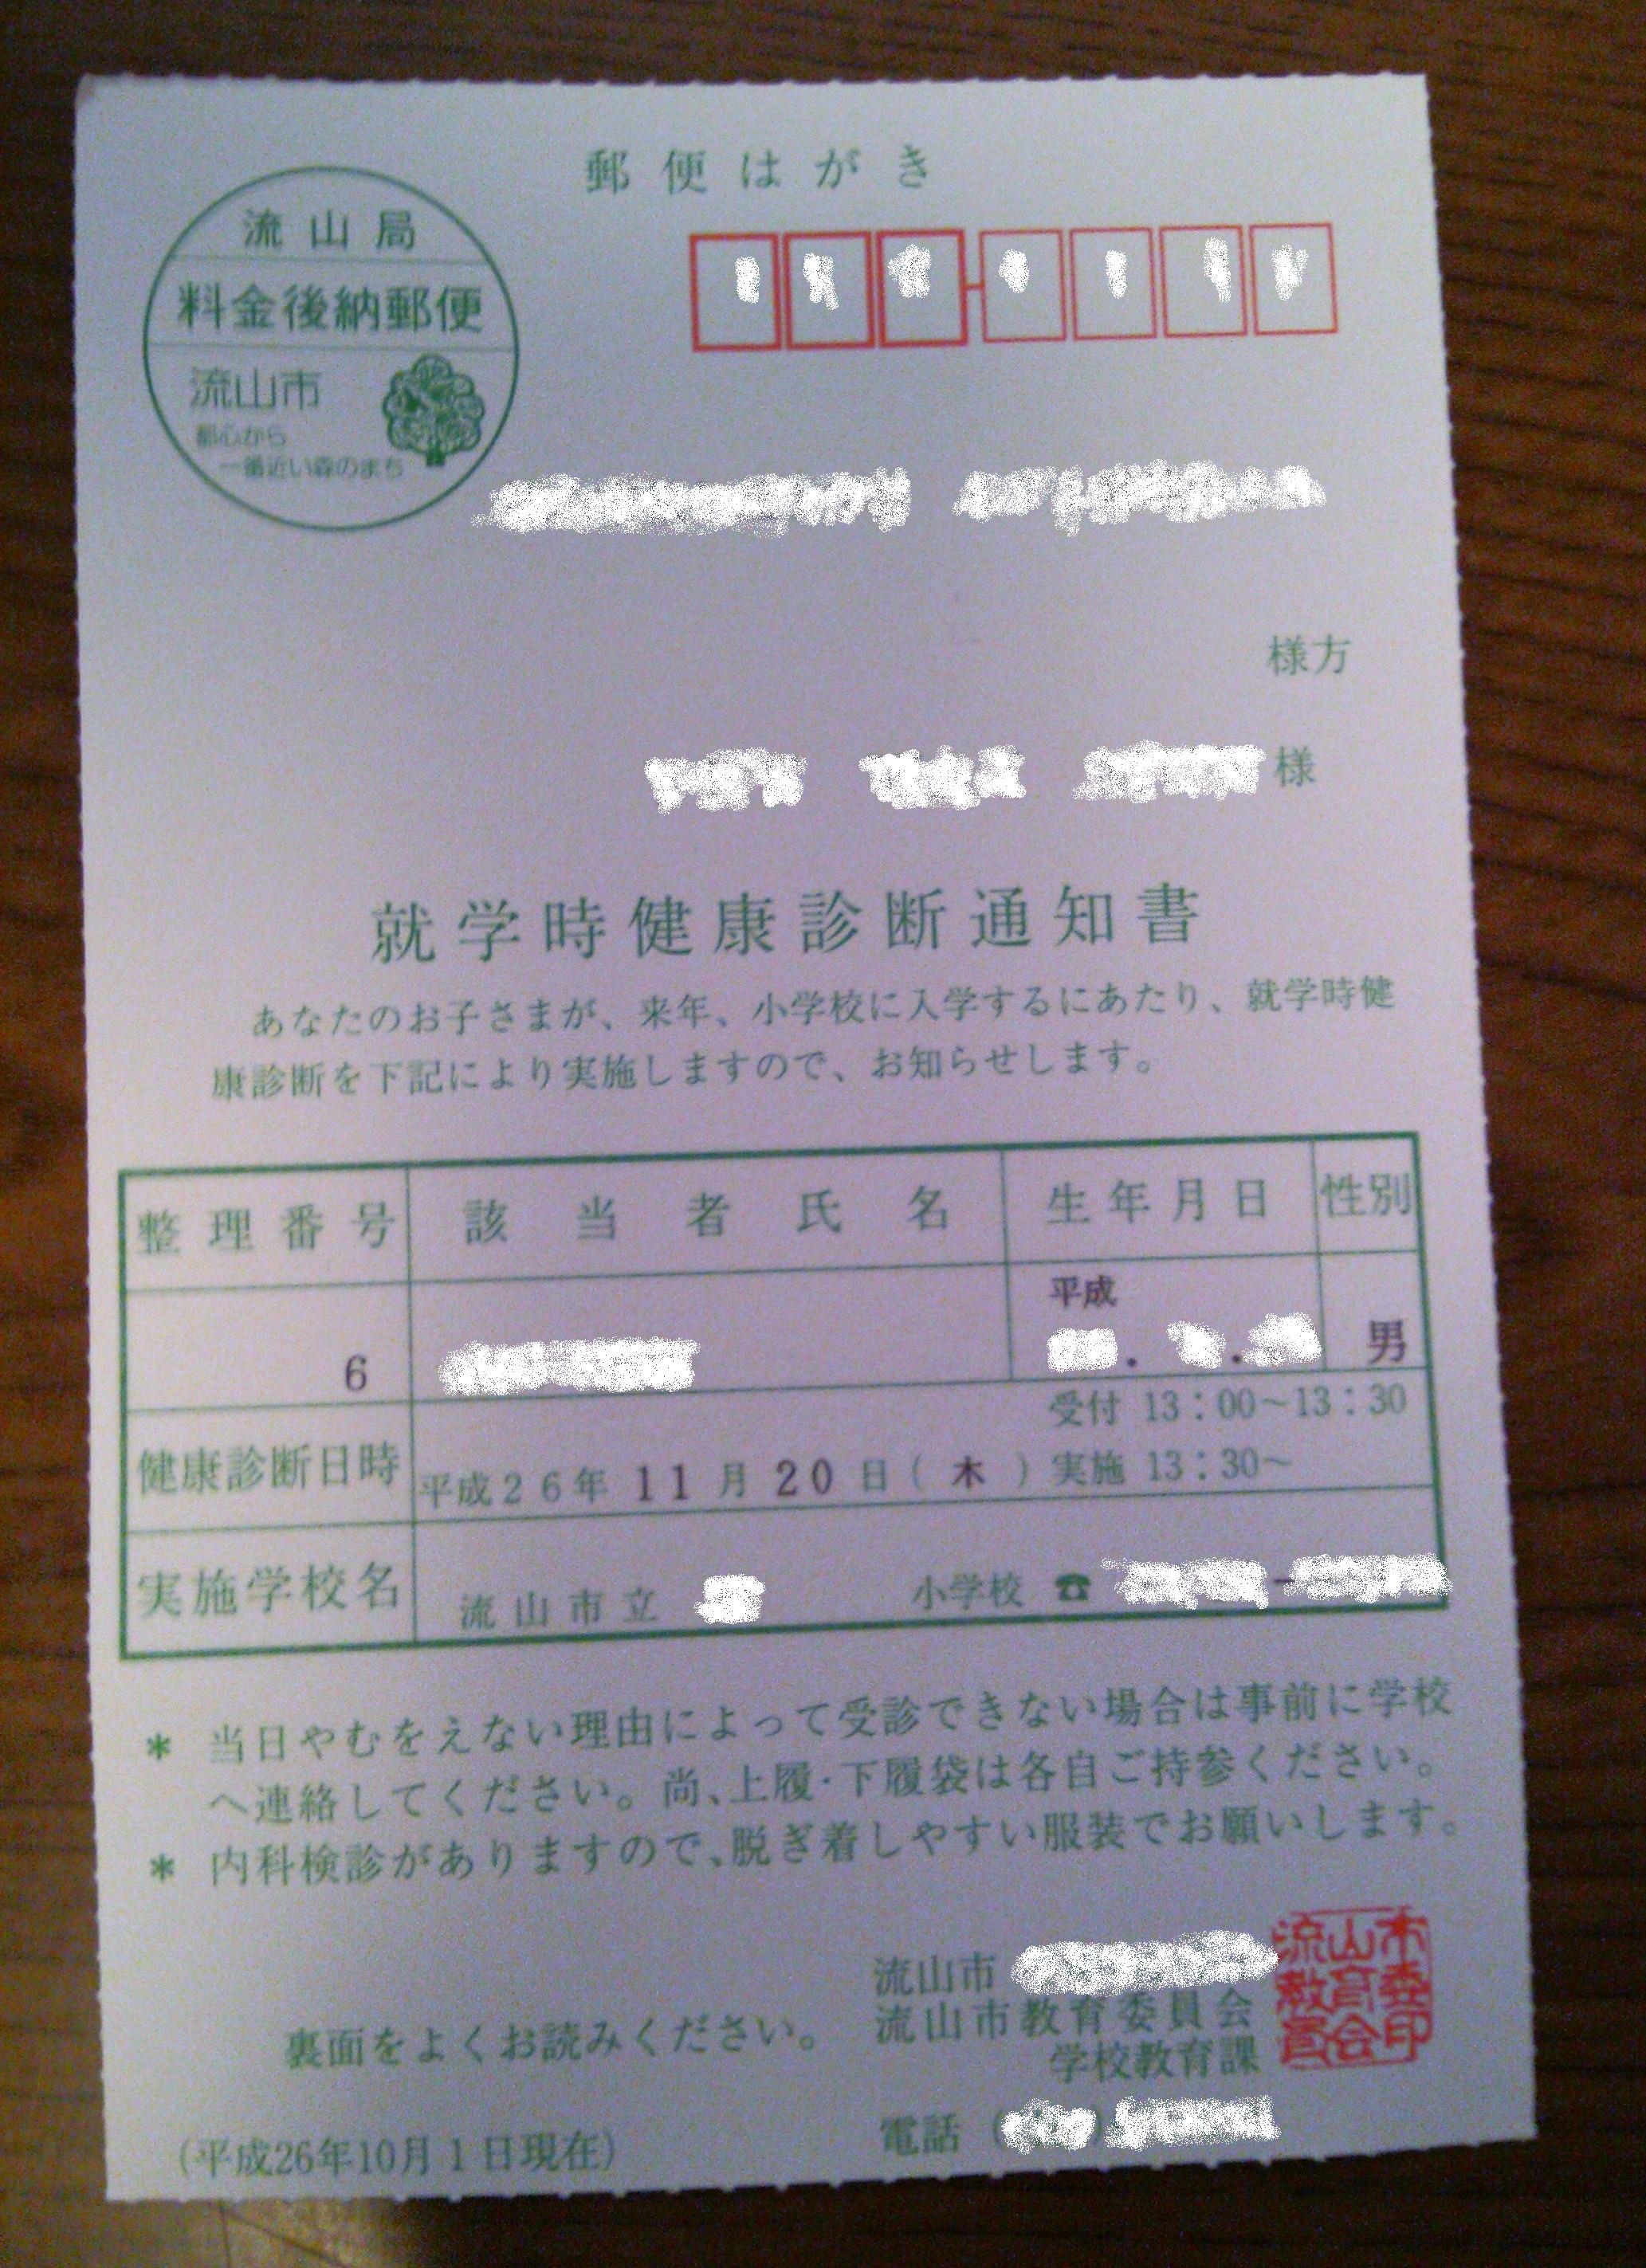 郵便はがき
流山局
料金後納郵便
流山市
都心から
一番近い森のまち
様方
様
就学時健康診断通知書
あなたのお子さまが、来年、小学校に入学するにあたり、就学時健
康診断を下記により実施しますので、お知らせします。
整理番号 該当者氏名 生年月日 性別
平成
6 . . 男
受付 13：00～13：30
健康診断日時 平成26年 11月 20日（木）実施 13：30～
実施学校名 流山市立 小学校 ☎ -
* 当日やむをえない理由によって受診できない場合は事前に学校
へ連絡してください。尚、上履・下履袋は各自ご持参ください。
* 内科検診がありますので、脱ぎ着しやすい服装でお願いします。
流山市
流山市教育委員会
裏面をよくお読みください。
学校教育課
流山市教育委員会印
電話 ( )
(平成26年10月1日現在)